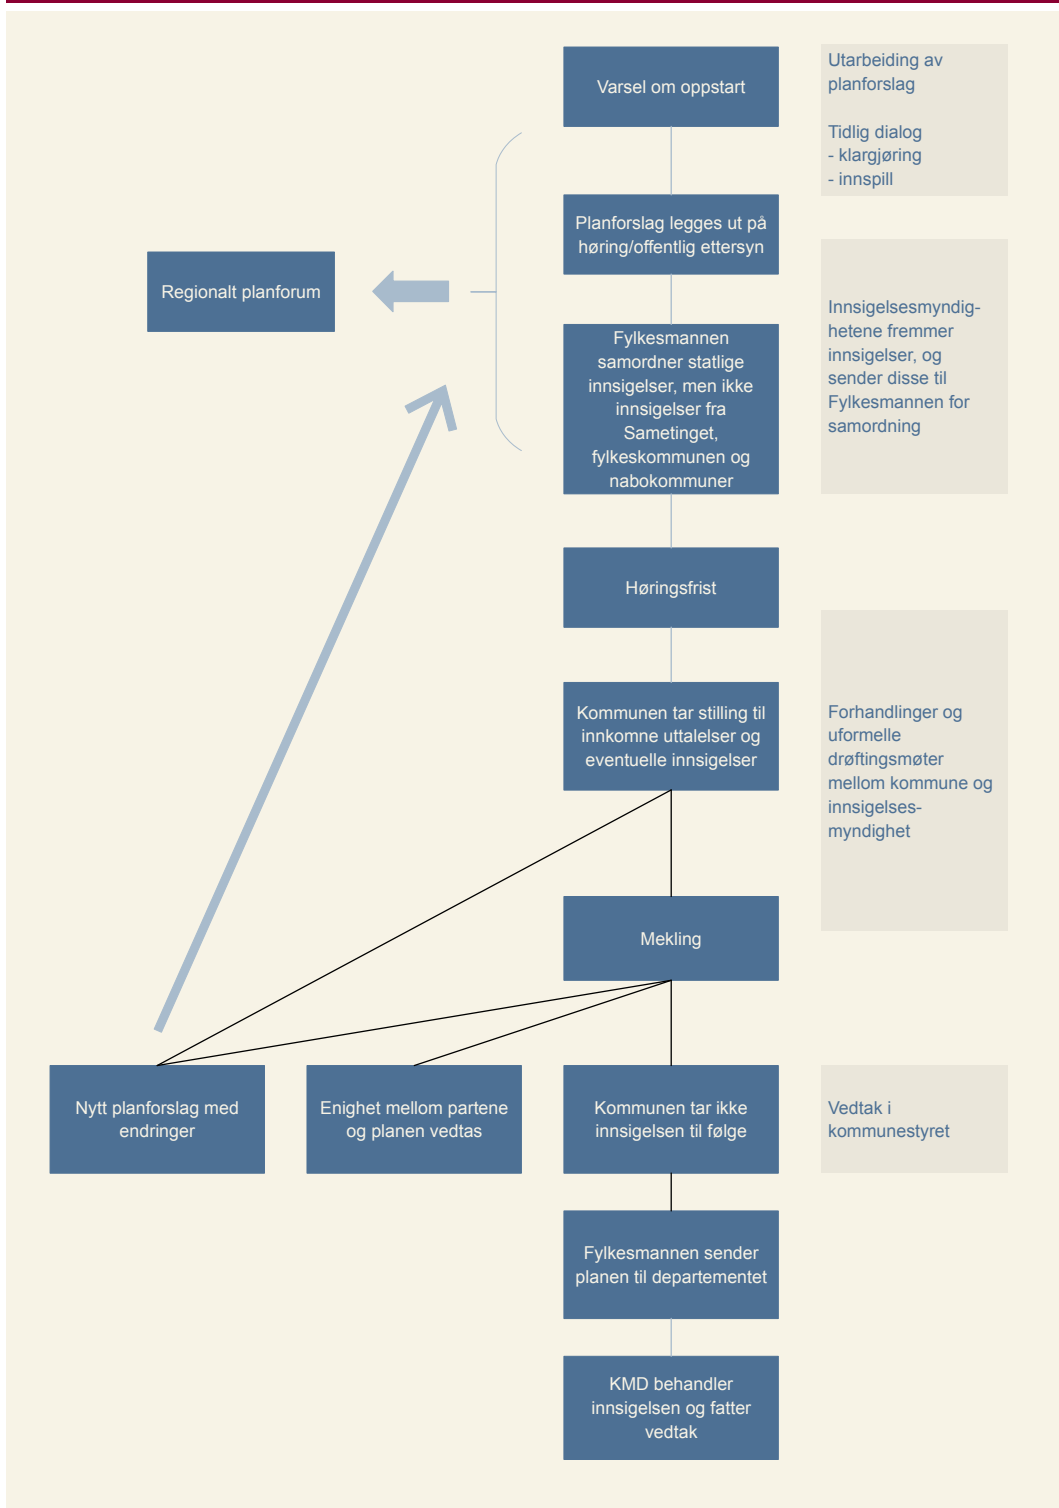 Varsel om oppstart
Utarbeiding av
planforslag
Tidlig dialog
- klargjøring
- innspill
Planforslag legges ut på
høring/offentlig ettersyn
Regionalt planforum
Fylkesmannen
samordner statlige
innsigelser, men ikke
innsigelser fra
Sametinget,
fylkeskommunen og
nabokommuner
Innsigelsesmyndig-
hetene fremmer
innsigelser, og
sender disse til
Fylkesmannen for
samordning
Høringsfrist
Kommunen tar stilling til
innkomne uttalelser og
eventuelle innsigelser
Forhandlinger og
uformelle
drøftingsmøter
mellom kommune og
innsigelses-
myndighet
Mekling
Nytt planforslag med
endringer
Enighet mellom partene
og planen vedtas
Kommunen tar ikke
innsigelsen til følge
Vedtak i
kommunestyret
Fylkesmannen sender
planen til departementet
KMD behandler
innsigelsen og fatter
vedtak